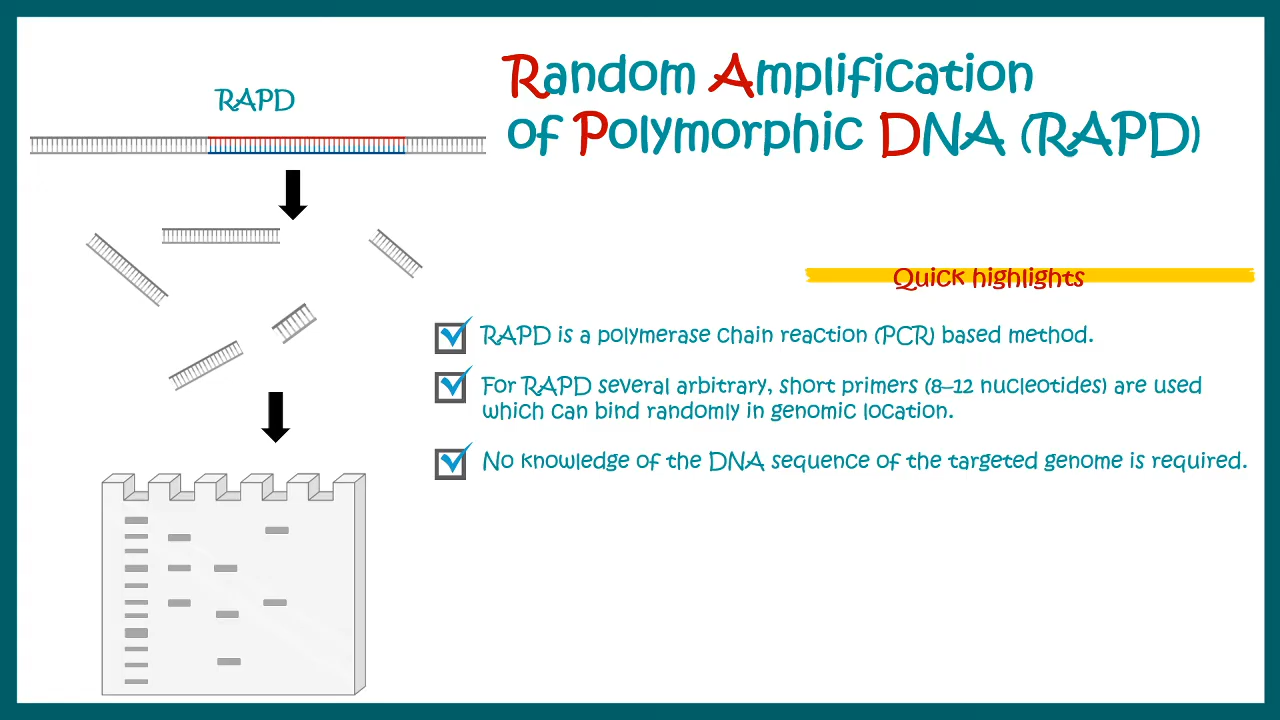 RAPD
Random Amplification
of Polymorphic DNA (RAPD)
Quick highlights
RAPD is a polymerase chain reaction (PCR) based method.
For RAPD several arbitrary, short primers (8–12 nucleotides) are used
which can bind randomly in genomic location.
No knowledge of the DNA sequence of the targeted genome is required.